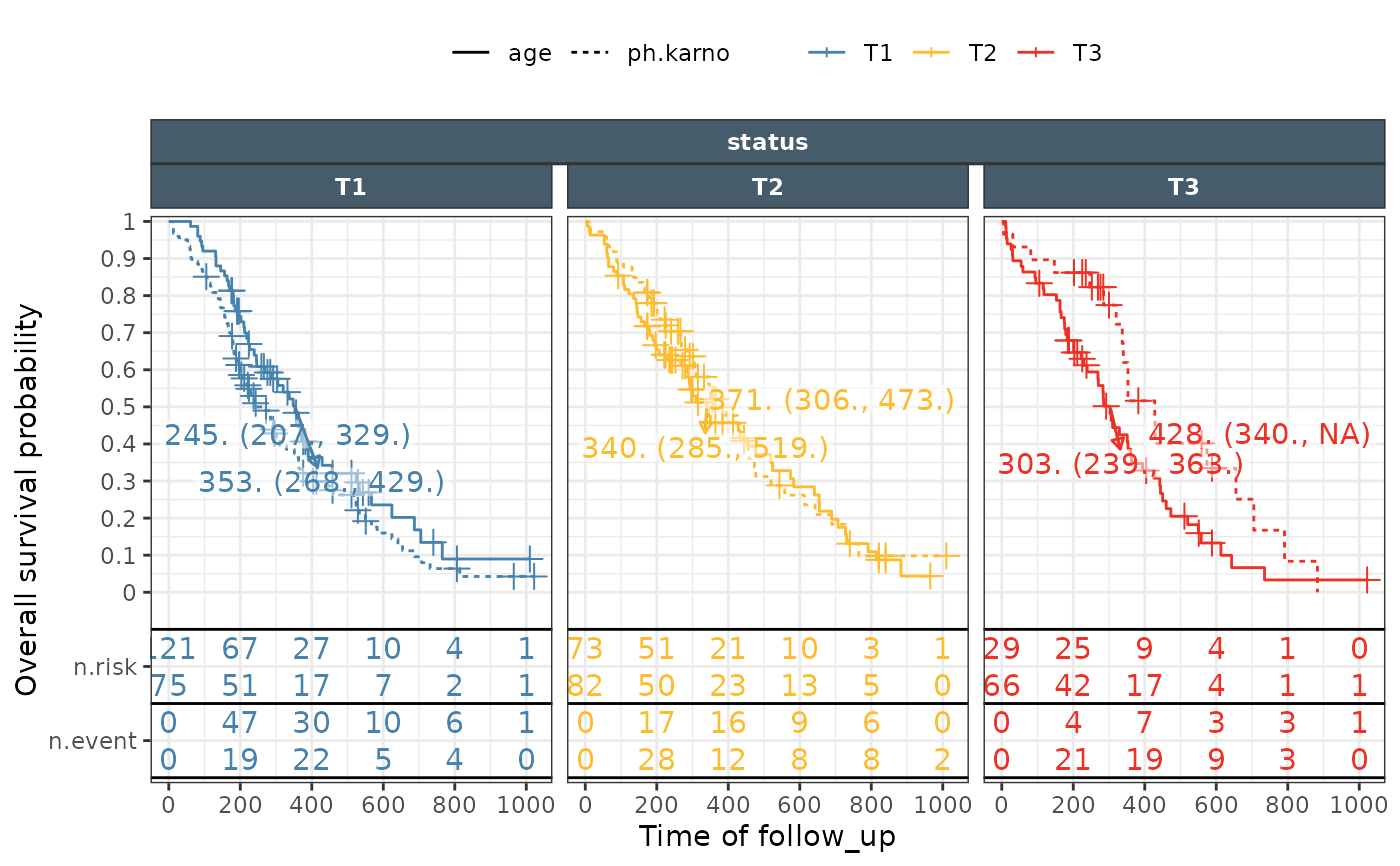 age ph.karno T1 T2 T3
status
T1 T2 T3
Overall survival probability
1
0.9
0.8
0.7
0.6
0.5
0.4
0.3
0.2
0.1
0
245. (207., 329.)
353. (268., 429.)
371. (306., 473.)
340. (285., 519.)
428. (340., NA)
303. (239., 363.)
n.risk
121 67 27 10 4 1 73 51 21 10 3 1 29 25 9 4 1 0
75 51 17 7 2 1 82 50 23 13 5 0 66 42 17 4 1 1
n.event
0 47 30 10 6 1 0 17 16 9 6 0 0 4 7 3 3 1
0 19 22 5 4 0 0 28 12 8 8 2 0 21 19 9 3 0
0 200 400 600 800 1000 0 200 400 600 800 1000 0 200 400 600 800 1000
Time of follow_up